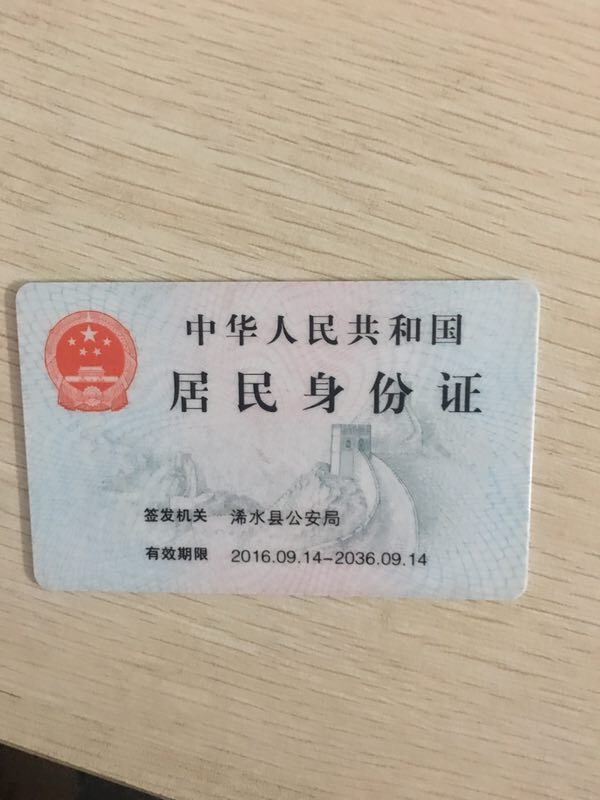 中华人民共和国
居民身份证
签发机关 浠水县公安局
有效期限 2016.09.14-2036.09.14